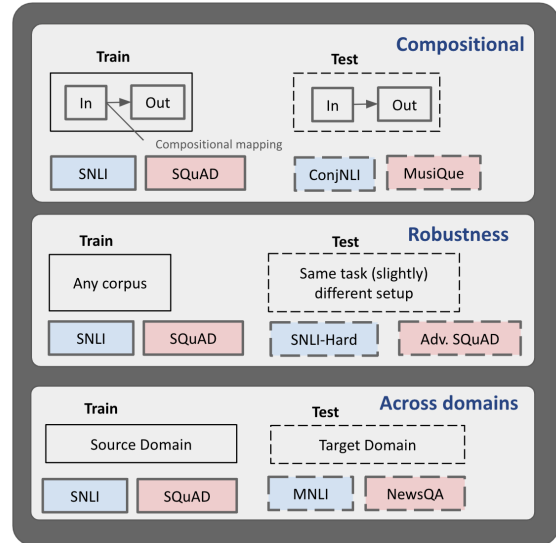 Compositional
Train
Test
In
Out
In
Out
Compositional mapping
SNLI
SQuAD
ConjNLI
MusiQue
Robustness
Train
Test
Any corpus
Same task (slightly)
different setup
SNLI
SQuAD
SNLI-Hard
Adv. SQuAD
Across domains
Train
Test
Source Domain
Target Domain
SNLI
SQuAD
MNLI
NewsQA